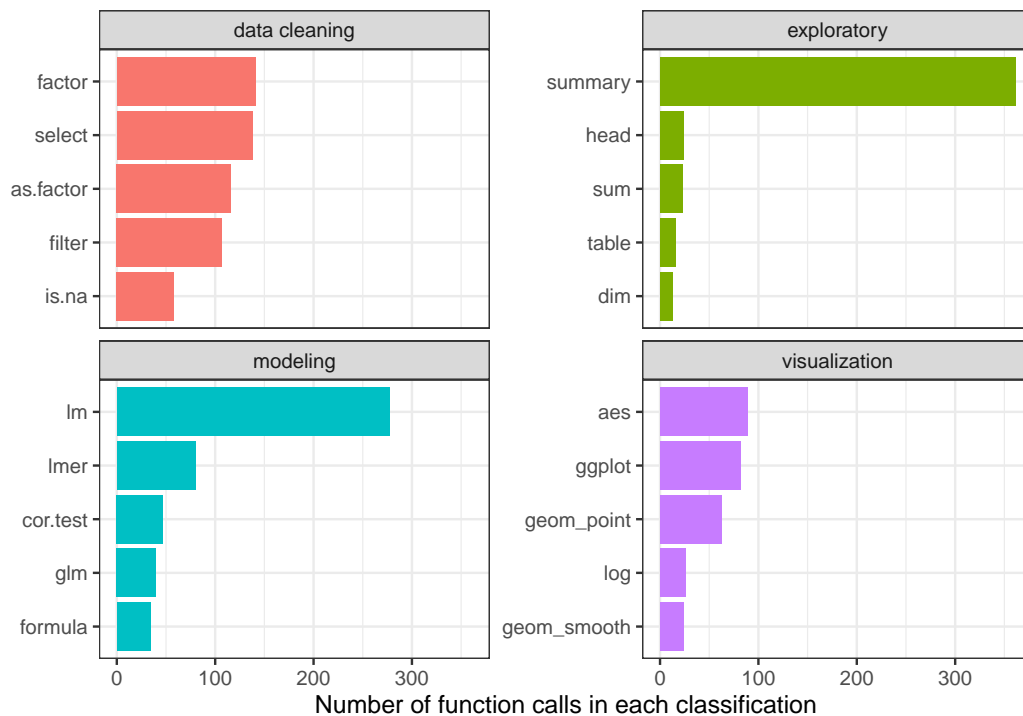 data cleaning
factor
select
as.factor
filter
is.na
exploratory
summary
head
sum
table
dim
modeling
lm
lmer
cor.test
glm
formula
0 100 200 300
visualization
aes
ggplot
geom_point
log
geom_smooth
0 100 200 300
Number of function calls in each classification